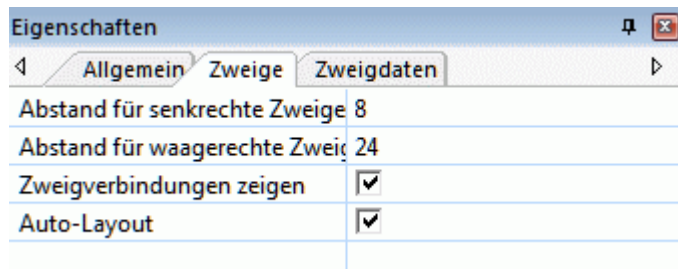 Eigenschaften
Allgemein Zweige Zweigdaten
Abstand für senkrechte Zweige 8
Abstand für waagerechte Zweig 24
Zweigverbindungen zeigen
Auto-Layout